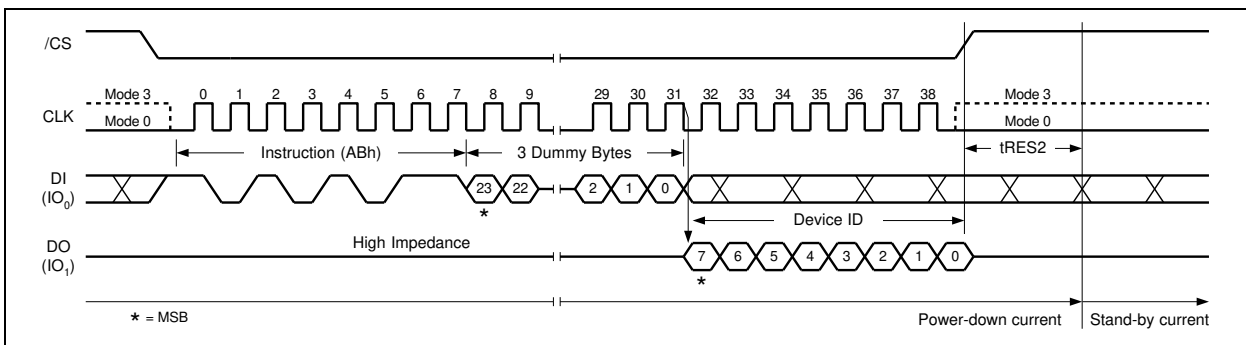 /CS
Mode 3 0 1 2 3 4 5 6 7 8 9 29 30 31 32 33 34 35 36 37 38 Mode 3
CLK
Mode 0 Mode 0
Instruction (ABh) 3 Dummy Bytes tRES2
DI
(IO0)
23 22 2 1 0
*
Device ID
DO
(IO1)
High Impedance
7 6 5 4 3 2 1 0
*
* = MSB
Power-down current Stand-by current